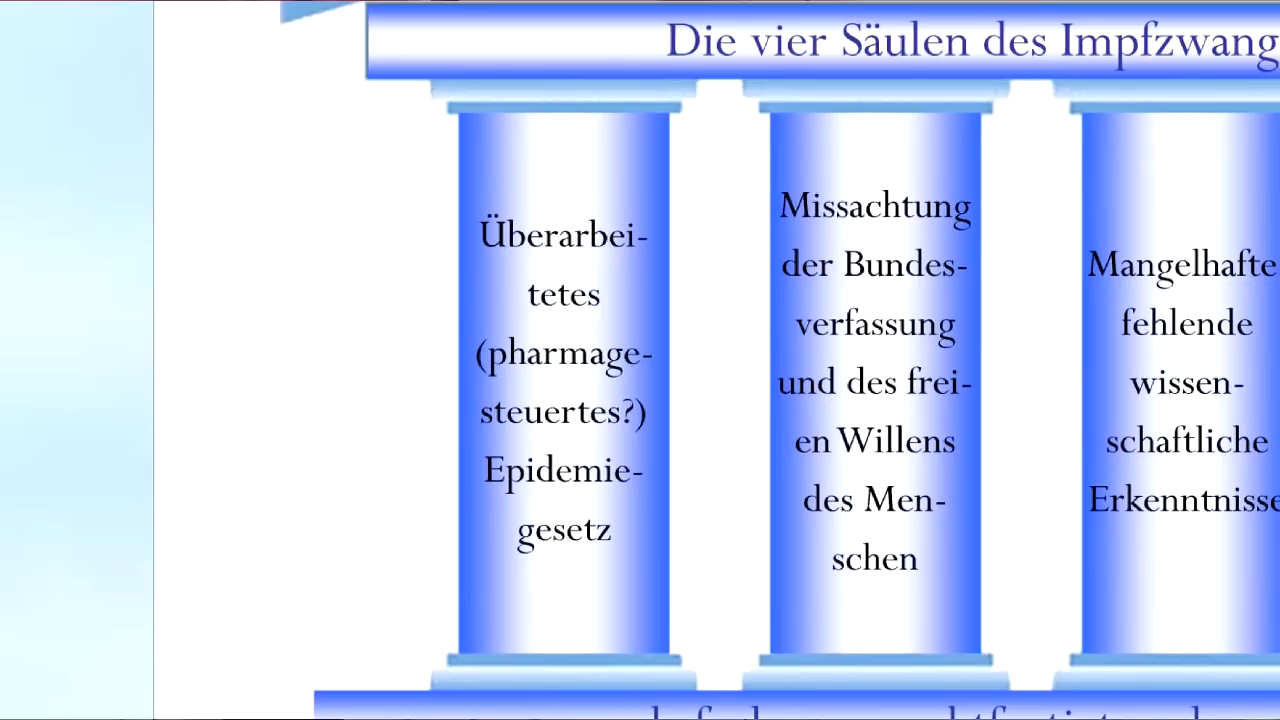 Die vier Säulen des Impfzwang
Überarbei-
tetes
(pharmage-
steuertes?)
Epidemie-
gesetz
Missachtung
der Bundes-
verfassung
und des frei-
en Willens
des Men-
schen
Mangelhafte
fehlende
wissen-
schaftliche
Erkenntnisse